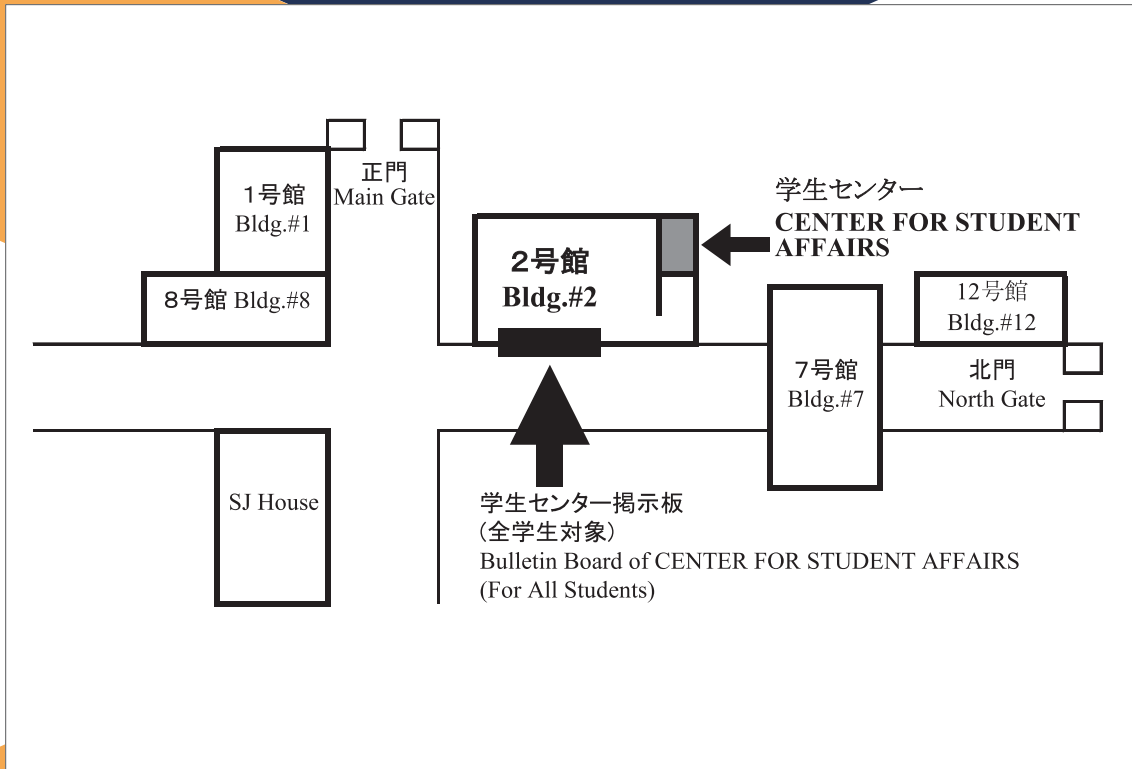 正門
Main Gate
1号館
Bldg.#1
8号館 Bldg.#8
2号館
Bldg.#2
学生センター
CENTER FOR STUDENT
AFFAIRS
12号館
Bldg.#12
7号館
Bldg.#7
北門
North Gate
SJ House
学生センター掲示板
(全学生対象)
Bulletin Board of CENTER FOR STUDENT AFFAIRS
(For All Students)